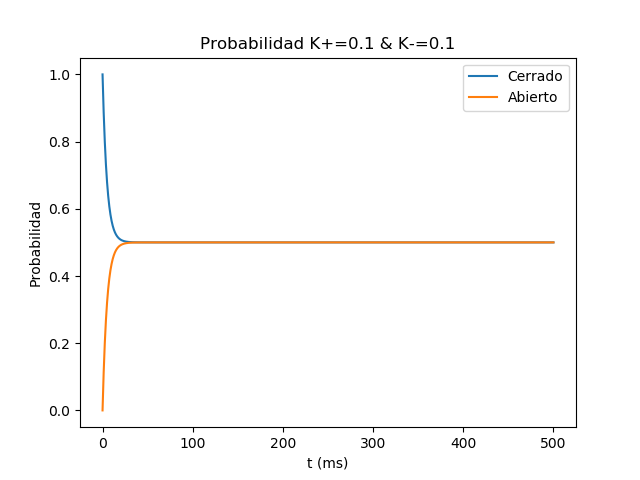 Probabilidad K+=0.1 & K-=0.1
Cerrado
Abierto
Probabilidad
1.0
0.8
0.6
0.4
0.2
0.0
0 100 200 300 400 500
t (ms)